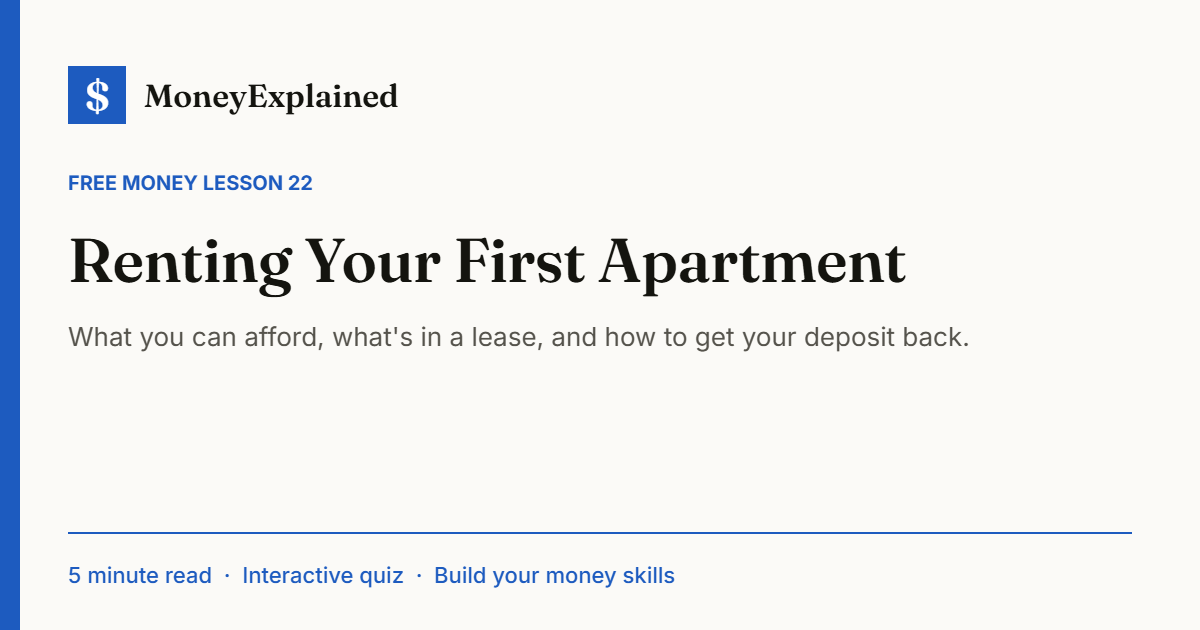 $ MoneyExplained
FREE MONEY LESSON 22
Renting Your First Apartment
What you can afford, what's in a lease, and how to get your deposit back.
5 minute read · Interactive quiz · Build your money skills